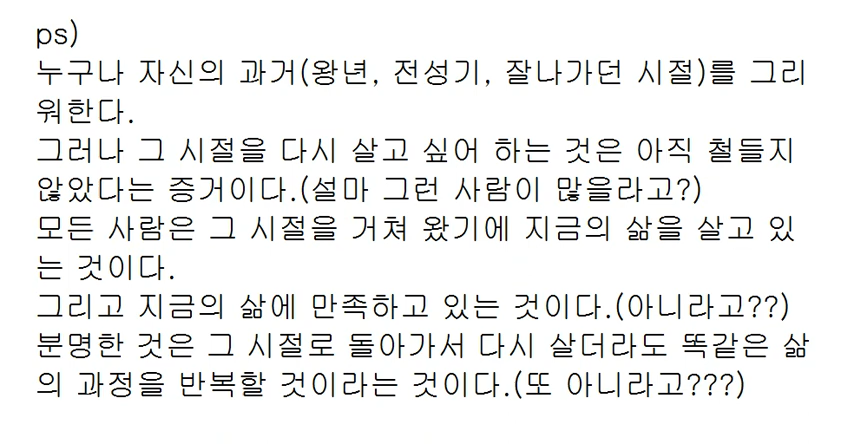 ps)
누구나 자신의 과거(왕년, 전성기, 잘나가던 시절)를 그리
워한다.
그러나 그 시절을 다시 살고 싶어 하는 것은 아직 철들지
않았다는 증거이다.(설마 그런 사람이 많을라고?)
모든 사람은 그 시절을 거쳐 왔기에 지금의 삶을 살고 있
는 것이다.
그리고 지금의 삶에 만족하고 있는 것이다.(아니라고??)
분명한 것은 그 시절로 돌아가서 다시 살더라도 똑같은 삶
의 과정을 반복할 것이라는 것이다.(또 아니라고???)